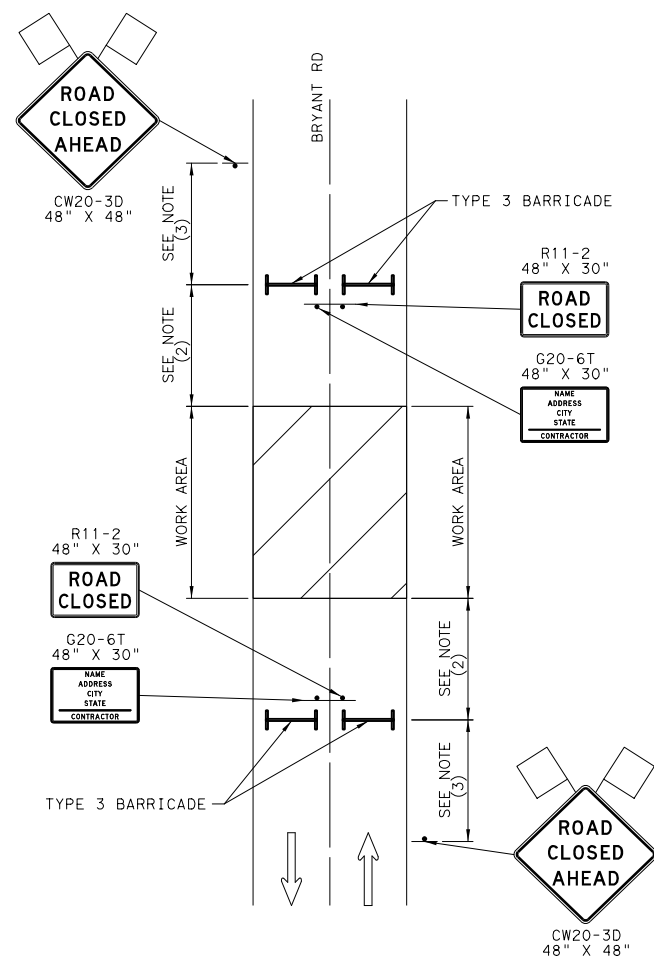 ROAD
CLOSED
AHEAD
CW20-3D
48" X 48"
BRYANT RD
SEE NOTE
(3)
TYPE 3 BARRICADE
R11-2
48" X 30"
ROAD
CLOSED
SEE NOTE
(2)
G20-6T
48" X 30"
NAME
ADDRESS
CITY
STATE
CONTRACTOR
WORK AREA
WORK AREA
R11-2
48" X 30"
ROAD
CLOSED
G20-6T
48" X 30"
NAME
ADDRESS
CITY
STATE
CONTRACTOR
SEE NOTE
(2)
TYPE 3 BARRICADE
SEE NOTE
(3)
ROAD
CLOSED
AHEAD
CW20-3D
48" X 48"